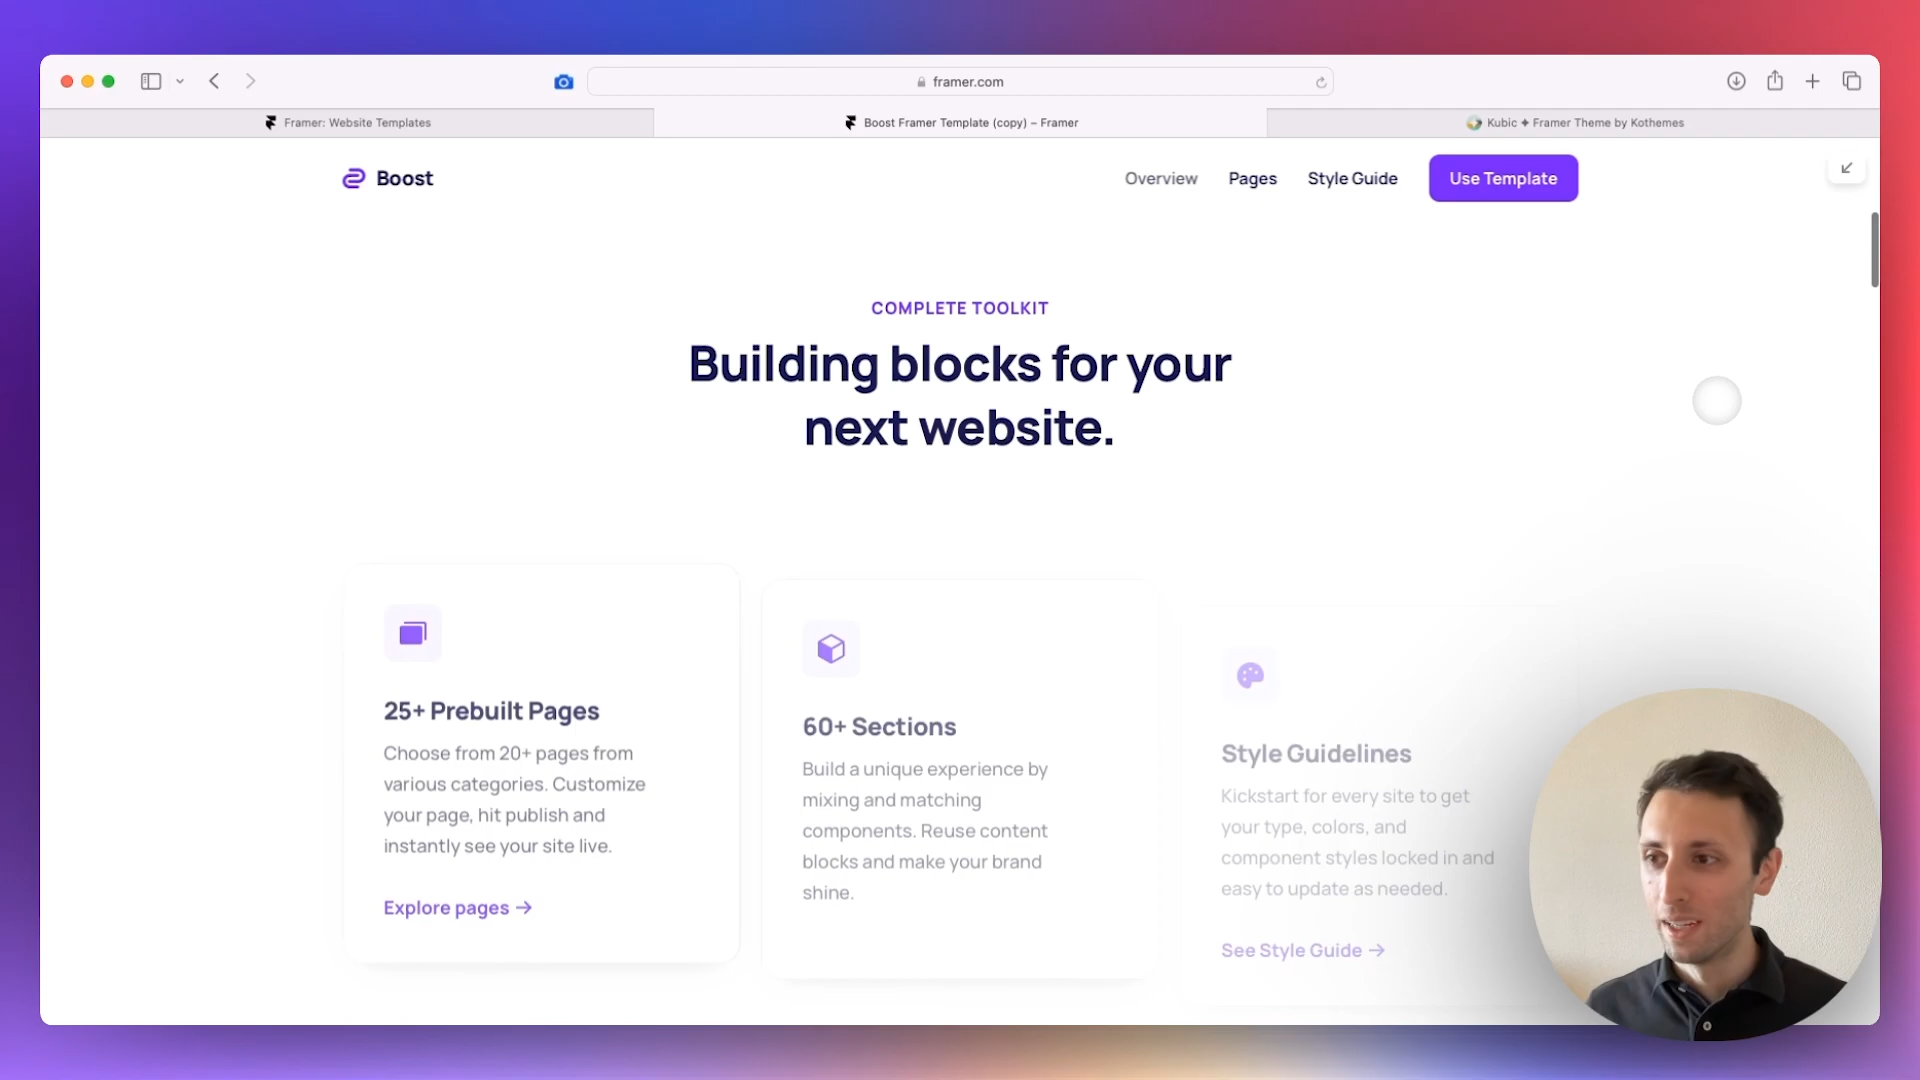 framer.com
Framer: Website Templates
Boost Framer Template (copy) – Framer
Kubic ✦ Framer Theme by Kothemes
Boost
Overview
Pages
Style Guide
Use Template
COMPLETE TOOLKIT
Building blocks for your
next website.
25+ Prebuilt Pages
Choose from 20+ pages from
various categories. Customize
your page, hit publish and
instantly see your site live.
Explore pages →
60+ Sections
Build a unique experience by
mixing and matching
components. Reuse content
blocks and make your brand
shine.
Style Guidelines
Kickstart for every site to get
your type, colors, and
component styles locked in and
easy to update as needed.
See Style Guide →